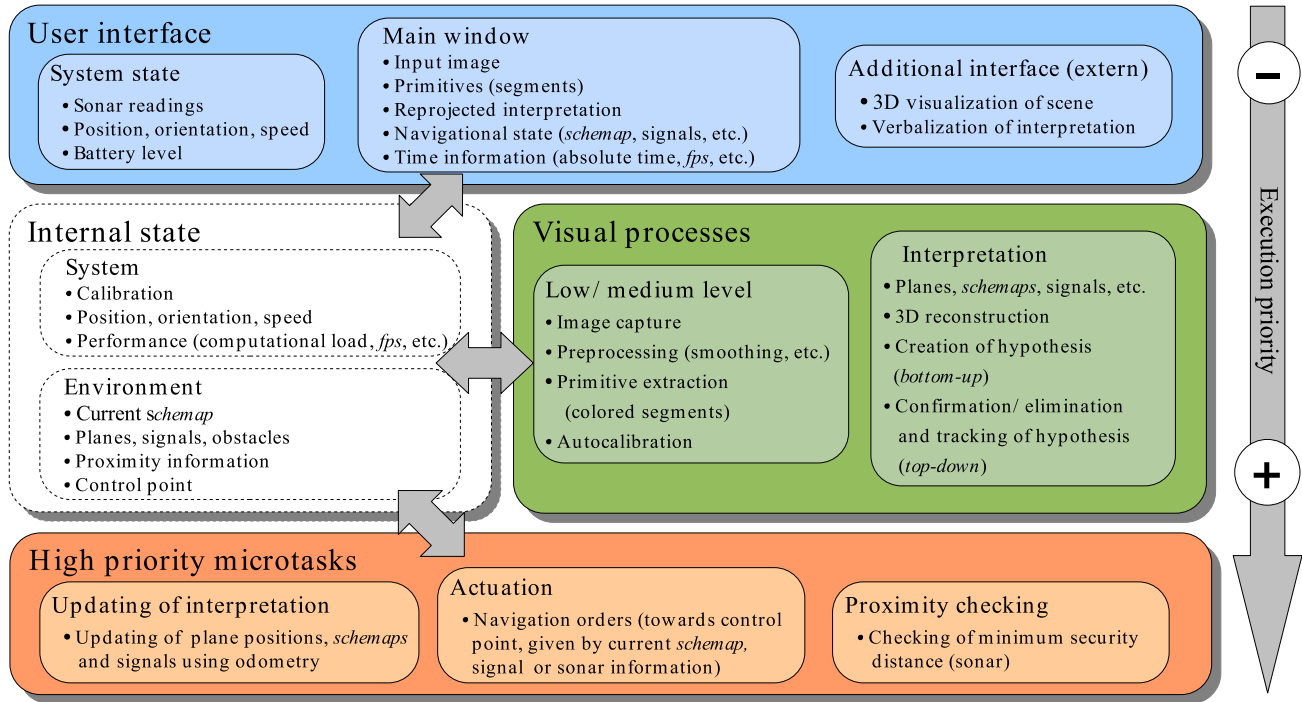 User interface
System state
• Sonar readings
• Position, orientation, speed
• Battery level
Main window
• Input image
• Primitives (segments)
• Reprojected interpretation
• Navigational state (schemap, signals, etc.)
• Time information (absolute time, fps, etc.)
Additional interface (extern)
• 3D visualization of scene
• Verbalization of interpretation
−
Execution priority
+
Internal state
System
• Calibration
• Position, orientation, speed
• Performance (computational load, fps, etc.)
Environment
• Current schemap
• Planes, signals, obstacles
• Proximity information
• Control point
Visual processes
Low/ medium level
• Image capture
• Preprocessing (smoothing, etc.)
• Primitive extraction
(colored segments)
• Autocalibration
Interpretation
• Planes, schemaps, signals, etc.
• 3D reconstruction
• Creation of hypothesis
(bottom-up)
• Confirmation/ elimination
and tracking of hypothesis
(top-down)
High priority microtasks
Updating of interpretation
• Updating of plane positions, schemaps
and signals using odometry
Actuation
• Navigation orders (towards control
point, given by current schemap,
signal or sonar information)
Proximity checking
• Checking of minimum security
distance (sonar)